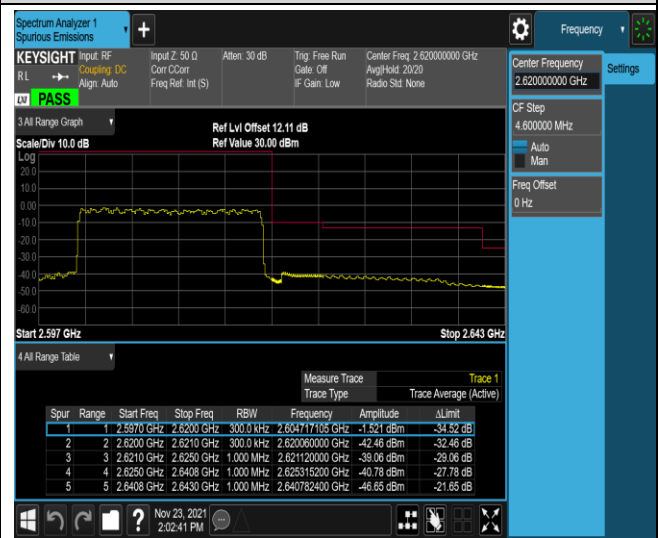 Spectrum Analyzer 1
Spurious Emissions
Frequency
KEYSIGHT
Input: RF
Coupling: DC
Align: Auto
Input Z: 50 Ω
Corr CCorr
Freq Ref: Int (S)
Atten: 30 dB
Trig: Free Run
Gate: Off
IF Gain: Low
Center Freq: 2.620000000 GHz
Avg|Hold: 20/20
Radio Std: None
R L
LXI
PASS
Center Frequency
2.620000000 GHz
Settings
CF Step
4.600000 MHz
Auto
Man
Freq Offset
0 Hz
3 All Range Graph
Scale/Div 10.0 dB
Ref Lvl Offset 12.11 dB
Ref Value 30.00 dBm
Log
20.0
10.0
0.00
-10.0
-20.0
-30.0
-40.0
-50.0
-60.0
Start 2.597 GHz
Stop 2.643 GHz
4 All Range Table
Measure Trace Trace 1
Trace Type Trace Average (Active)
Spur Range Start Freq Stop Freq RBW Frequency Amplitude ΔLimit
1 1 2.5970 GHz 2.6200 GHz 300.0 kHz 2.604717105 GHz -1.521 dBm -34.52 dB
2 2 2.6200 GHz 2.6210 GHz 300.0 kHz 2.620060000 GHz -42.46 dBm -32.46 dB
3 3 2.6210 GHz 2.6250 GHz 1.000 MHz 2.621120000 GHz -39.06 dBm -29.06 dB
4 4 2.6250 GHz 2.6408 GHz 1.000 MHz 2.625315200 GHz -40.78 dBm -27.78 dB
5 5 2.6408 GHz 2.6430 GHz 1.000 MHz 2.640782400 GHz -46.65 dBm -21.65 dB
Nov 23, 2021
2:02:41 PM